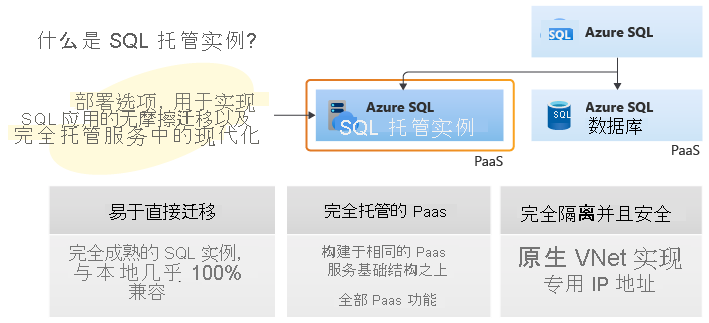 什么是 SQL 托管实例?
SQL
Azure SQL
部署选项, 用于实现
SQL 应用的无摩擦迁移以及
完全托管服务中的现代化
Azure SQL
SQL 托管实例
PaaS
SQL
Azure SQL
数据库
PaaS
易于直接迁移
完全成熟的 SQL 实例,
与本地几乎 100%
兼容
完全托管的 Paas
构建于相同的 Paas
服务基础结构之上
全部 Paas 功能
完全隔离并且安全
原生 VNet 实现
专用 IP 地址